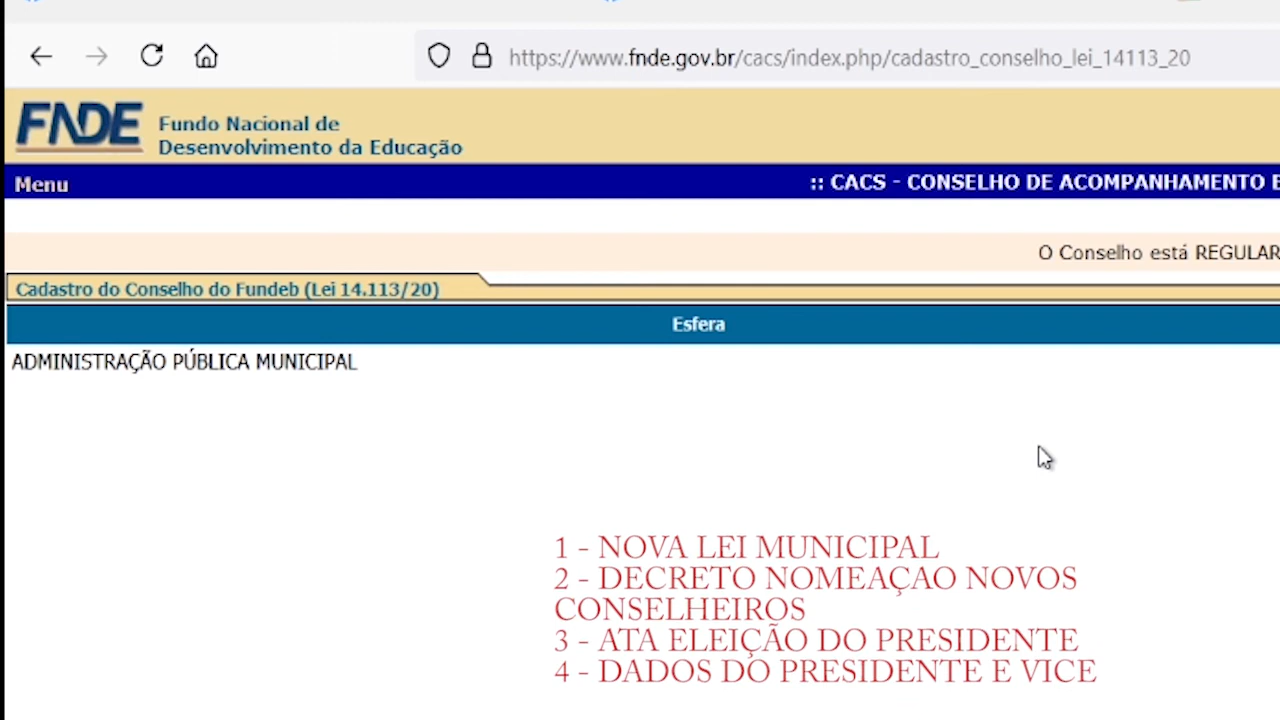 https://www.fnde.gov.br/cacs/index.php/cadastro_conselho_lei_14113_20
FNDE
Fundo Nacional de
Desenvolvimento da Educação
Menu
:: CACS - CONSELHO DE ACOMPANHAMENTO E
O Conselho está REGULAR
Cadastro do Conselho do Fundeb (Lei 14.113/20)
Esfera
ADMINISTRAÇÃO PÚBLICA MUNICIPAL
1 - NOVA LEI MUNICIPAL
2 - DECRETO NOMEAÇAO NOVOS
CONSELHEIROS
3 - ATA ELEIÇÃO DO PRESIDENTE
4 - DADOS DO PRESIDENTE E VICE